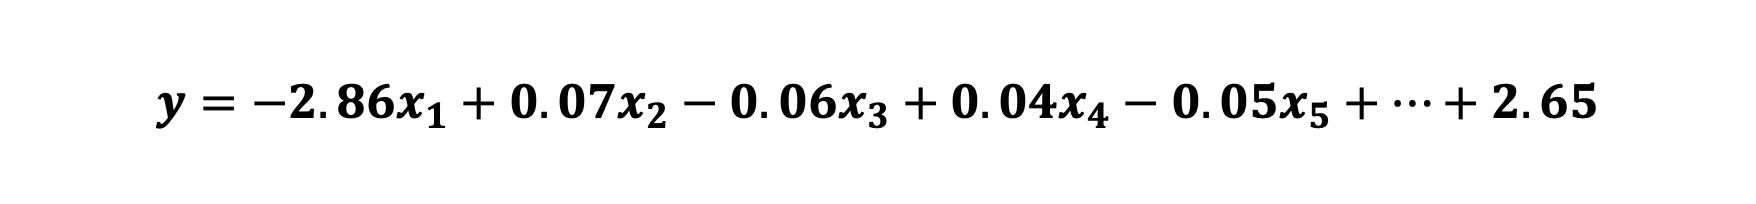 y = −2.86x₁ + 0.07x₂ − 0.06x₃ + 0.04x₄ − 0.05x₅ + ⋯ + 2.65